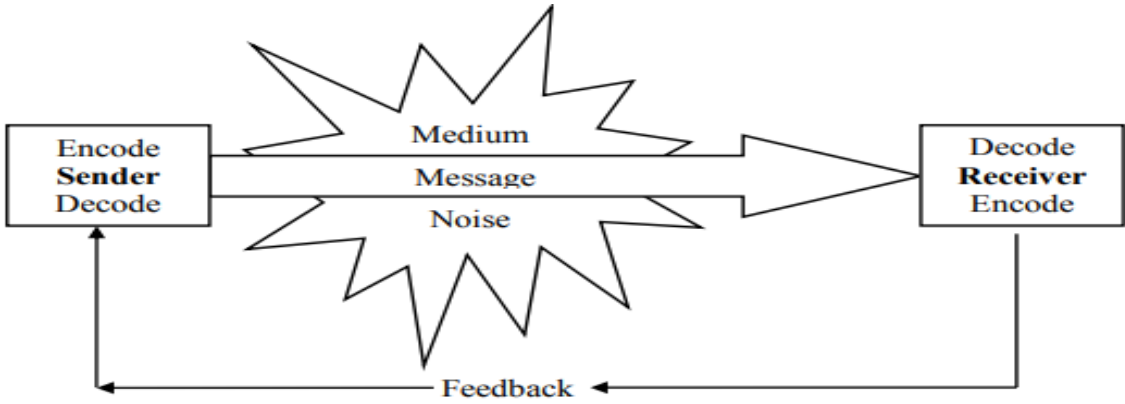 Encode
Sender
Decode
Medium
Message
Noise
Decode
Receiver
Encode
Feedback